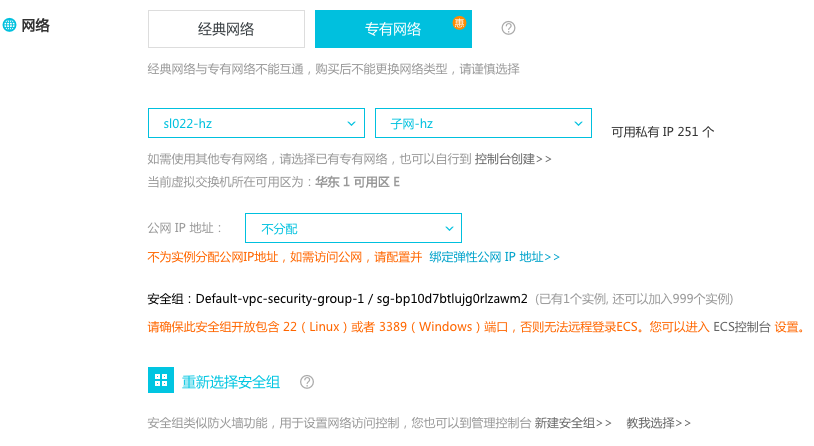 网络
经典网络 专有网络 惠
经典网络与专有网络不能互通，购买后不能更换网络类型，请谨慎选择
sl022-hz 子网-hz 可用私有 IP 251 个
如需使用其他专有网络，请选择已有专有网络，也可以自行到 控制台创建>>
当前虚拟交换机所在可用区为：华东 1 可用区 E
公网 IP 地址： 不分配
不为实例分配公网IP地址，如需访问公网，请配置并 绑定弹性公网 IP 地址>>
安全组：Default-vpc-security-group-1 / sg-bp10d7btlujg0rlzawm2 (已有1个实例, 还可以加入999个实例)
请确保此安全组开放包含 22（Linux）或者 3389（Windows）端口，否则无法远程登录ECS。您可以进入 ECS控制台 设置。
重新选择安全组
安全组类似防火墙功能，用于设置网络访问控制，您也可以到管理控制台 新建安全组>> 教我选择>>